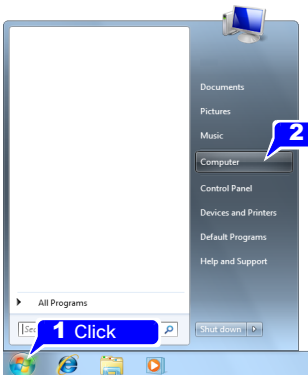 Documents
Pictures
Music
2
Computer
Control Panel
Devices and Printers
Default Programs
Help and Support
All Programs
1 Click
Shut down